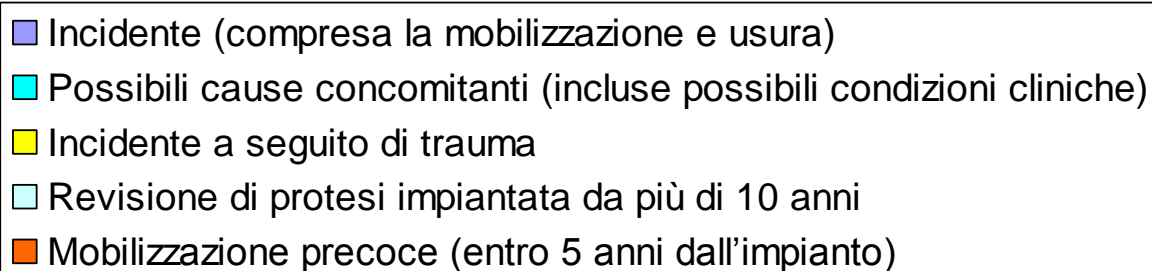 Incidente (compresa la mobilizzazione e usura)
Possibili cause concomitanti (incluse possibili condizioni cliniche)
Incidente a seguito di trauma
Revisione di protesi impiantata da più di 10 anni
Mobilizzazione precoce (entro 5 anni dall'impianto)